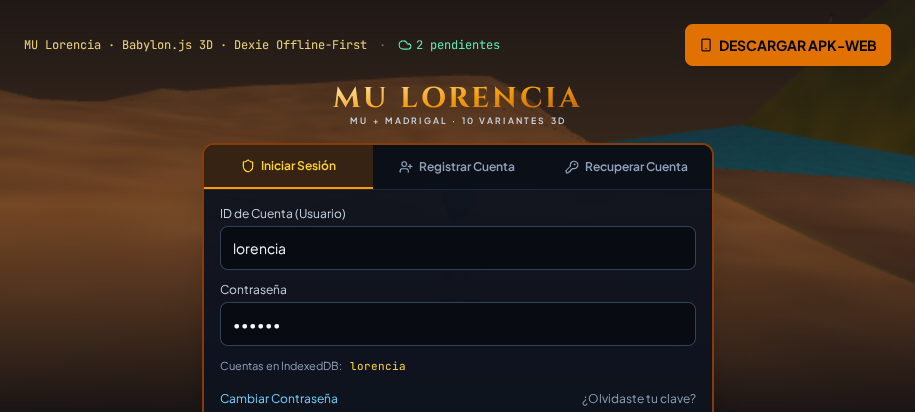 MU Lorencia · Babylon.js 3D · Dexie Offline-First · 2 pendientes
DESCARGAR APK-WEB
MU LORENCIA
MU + MADRIGAL · 10 VARIANTES 3D
Iniciar Sesión
Registrar Cuenta
Recuperar Cuenta
ID de Cuenta (Usuario)
lorencia
Contraseña
••••••
Cuentas en IndexedDB: lorencia
Cambiar Contraseña
¿Olvidaste tu clave?